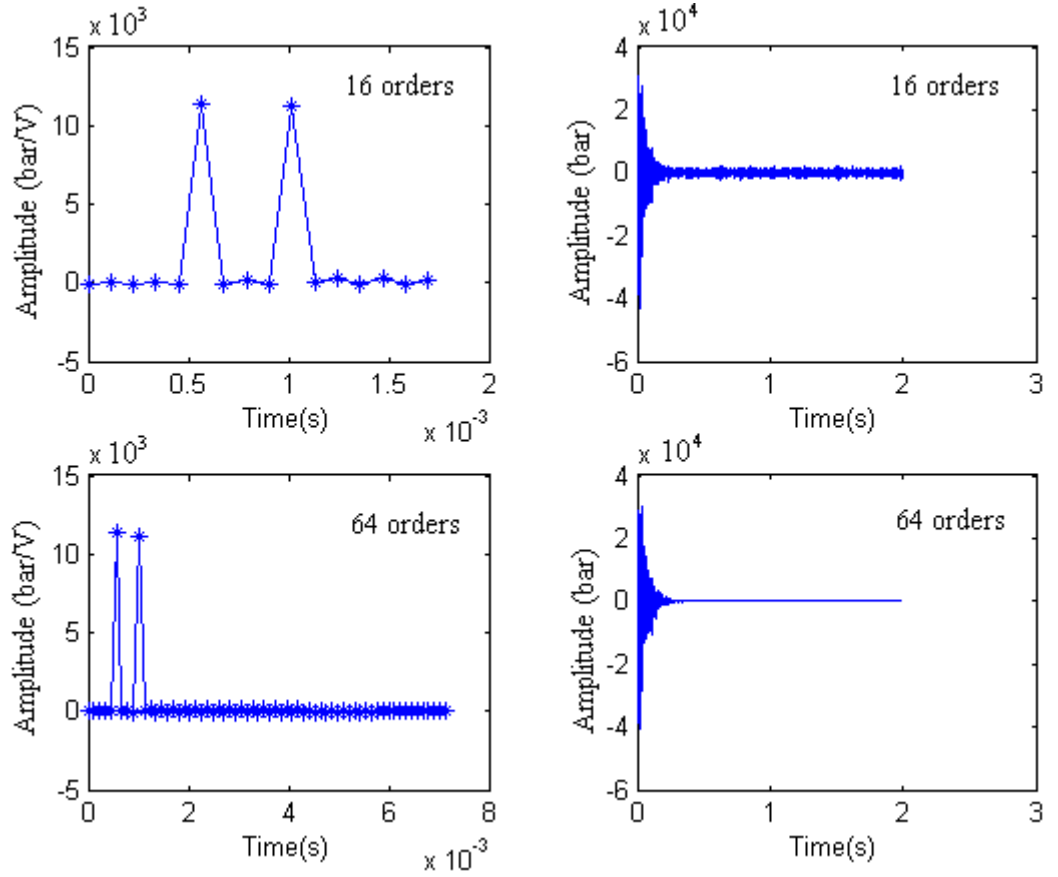 x 10³
15
10
5
0
-5
Amplitude (bar/V)
16 orders
0 0.5 1 1.5 2
Time(s)
x 10⁻³
x 10⁴
4
2
0
-2
-4
-6
Amplitude (bar)
16 orders
0 1 2 3
Time(s)
x 10³
15
10
5
0
-5
Amplitude (bar/V)
64 orders
0 2 4 6 8
Time(s)
x 10⁻³
x 10⁴
4
2
0
-2
-4
-6
Amplitude (bar)
64 orders
0 1 2 3
Time(s)